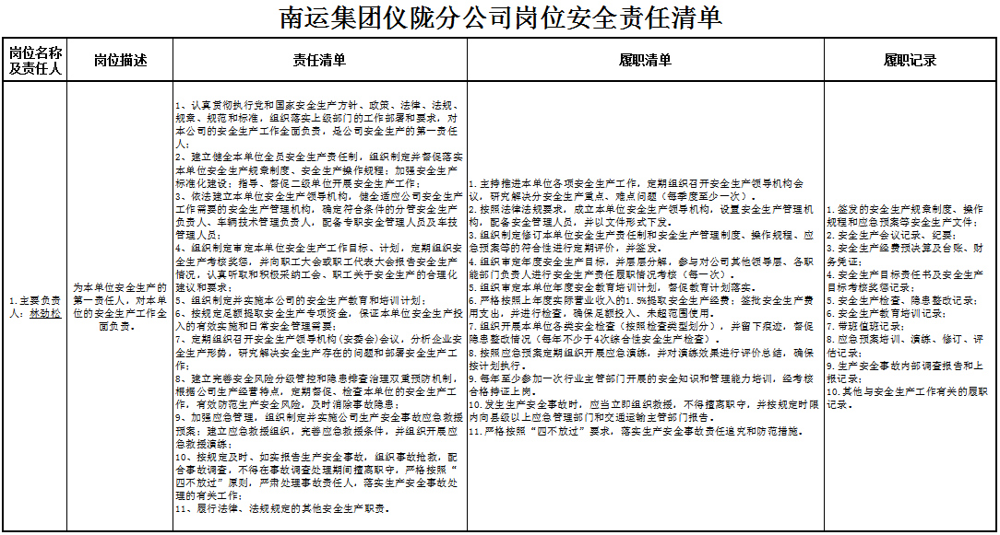 南运集团仪陇分公司岗位安全责任清单
岗位名称
及责任人
岗位描述
责任清单
履职清单
履职记录
1.主要负责
人：林劲松
为本单位安全生产的
第一责任人，对本单
位的安全生产工作全
面负责。
1、认真贯彻执行党和国家安全生产方针、政策、法律、法规、
规章、规范和标准，组织落实上级部门的工作部署和要求，对
本公司的安全生产工作全面负责，是公司安全生产的第一责任
人；
2、建立健全本单位全员安全生产责任制，组织制定并督促落实
本单位安全生产规章制度、安全生产操作规程；加强安全生产
标准化建设；指导、督促二级单位开展安全生产工作；
3、依法建立本单位安全生产领导机构，健全适应公司安全生产
工作需要的安全生产管理机构，确定符合条件的分管安全生产
负责人、车辆技术管理负责人，配备专职安全管理人员及车技
管理人员；
4、组织制定审定本单位安全生产工作目标、计划，定期组织安
全生产考核奖惩，并向职工大会或职工代表大会报告安全生产
情况，认真听取和积极采纳工会、职工关于安全生产的合理化
建议和要求；
5、组织制定并实施本公司的安全生产教育和培训计划；
6、按规定足额提取安全生产专项资金，保证本单位安全生产投
入的有效实施和日常安全管理需要；
7、定期组织召开安全生产领导机构(安委会)会议，分析企业安
全生产形势，研究解决安全生产存在的问题和部署安全生产工
作；
8、建立完善安全风险分级管控和隐患排查治理双重预防机制，
根据公司生产经营特点，定期督促、检查本单位的安全生产工
作，有效防范生产安全风险，及时消除事故隐患；
9、加强应急管理，组织制定并实施公司生产安全事故应急救援
预案；建立应急救援组织，完善应急救援条件，并组织开展应
急救援演练；
10、按规定及时、如实报告生产安全事故，组织事故抢救，配
合事故调查，不得在事故调查处理期间擅离职守，严格按照“
四不放过”原则，严肃处理事故责任人，落实生产安全事故处
理的有关工作；
11、履行法律、法规规定的其他安全生产职责。
1.主持推进本单位各项安全生产工作，定期组织召开安全生产领导机构会
议，研究解决分安全生产重点、难点问题（每季度至少一次）。
2.按照法律法规要求，成立本单位安全生产领导机构，设置安全生产管理机
构，配备安全管理人员，并以文件形式下发。
3.组织制定修订本单位安全生产责任制和安全生产管理制度、操作规程、应
急预案等的符合性进行定期评价，并签发。
4.组织审定年度安全生产目标，并层层分解，参与对公司其他领导层、各职
能部门负责人进行安全生产责任履职情况考核（每一次）。
5.组织审定本单位年度安全教育培训计划，督促教育计划落实。
6.严格按照上年度实际营业收入的1.5%提取安全生产经费；签批安全生产费
用支出，并进行检查，确保足额投入、未超范围使用。
7.组织开展本单位各类安全检查（按照检查类型划分），并留下痕迹，督促
隐患整改情况（每年不少于4次综合性安全生产检查）。
8.按照应急预案定期组织开展应急演练，并对演练效果进行评价总结，确保
按计划执行。
9.每年至少参加一次行业主管部门开展的安全知识和管理能力培训，经考核
合格持证上岗。
10.发生生产安全事故时，应当立即组织救援，不得擅离职守，并按规定时限
内向县级以上应急管理部门和交通运输主管部门报告。
11.严格按照“四不放过”要求，落实生产安全事故责任追究和防范措施。
1.签发的安全生产规章制度、操作
规程和应急预案等安全生产文件；
2.安全生产会议记录、纪要；
3.安全生产经费预决算及台账、财
务凭证；
4.安全生产目标责任书及安全生产
目标考核奖惩记录；
5.安全生产检查、隐患整改记录；
6.安全生产教育培训记录；
7.带班值班记录；
8.应急预案培训、演练、修订、评
估记录；
9.生产安全事故内部调查报告和上
报记录；
10.其他与安全生产工作有关的履职
记录。